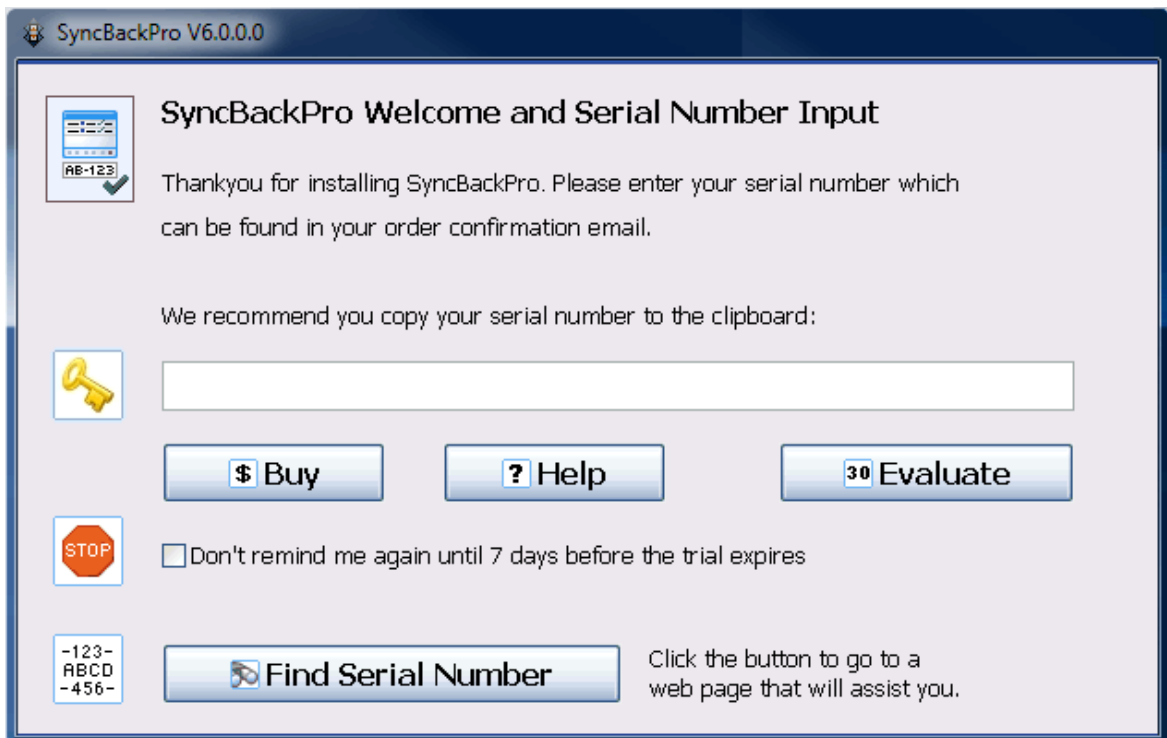 SyncBackPro V6.0.0.0
SyncBackPro Welcome and Serial Number Input
AB-123
Thankyou for installing SyncBackPro. Please enter your serial number which
can be found in your order confirmation email.
We recommend you copy your serial number to the clipboard:
$ Buy
? Help
30 Evaluate
STOP
Don't remind me again until 7 days before the trial expires
-123-
ABCD
-456-
Find Serial Number
Click the button to go to a
web page that will assist you.